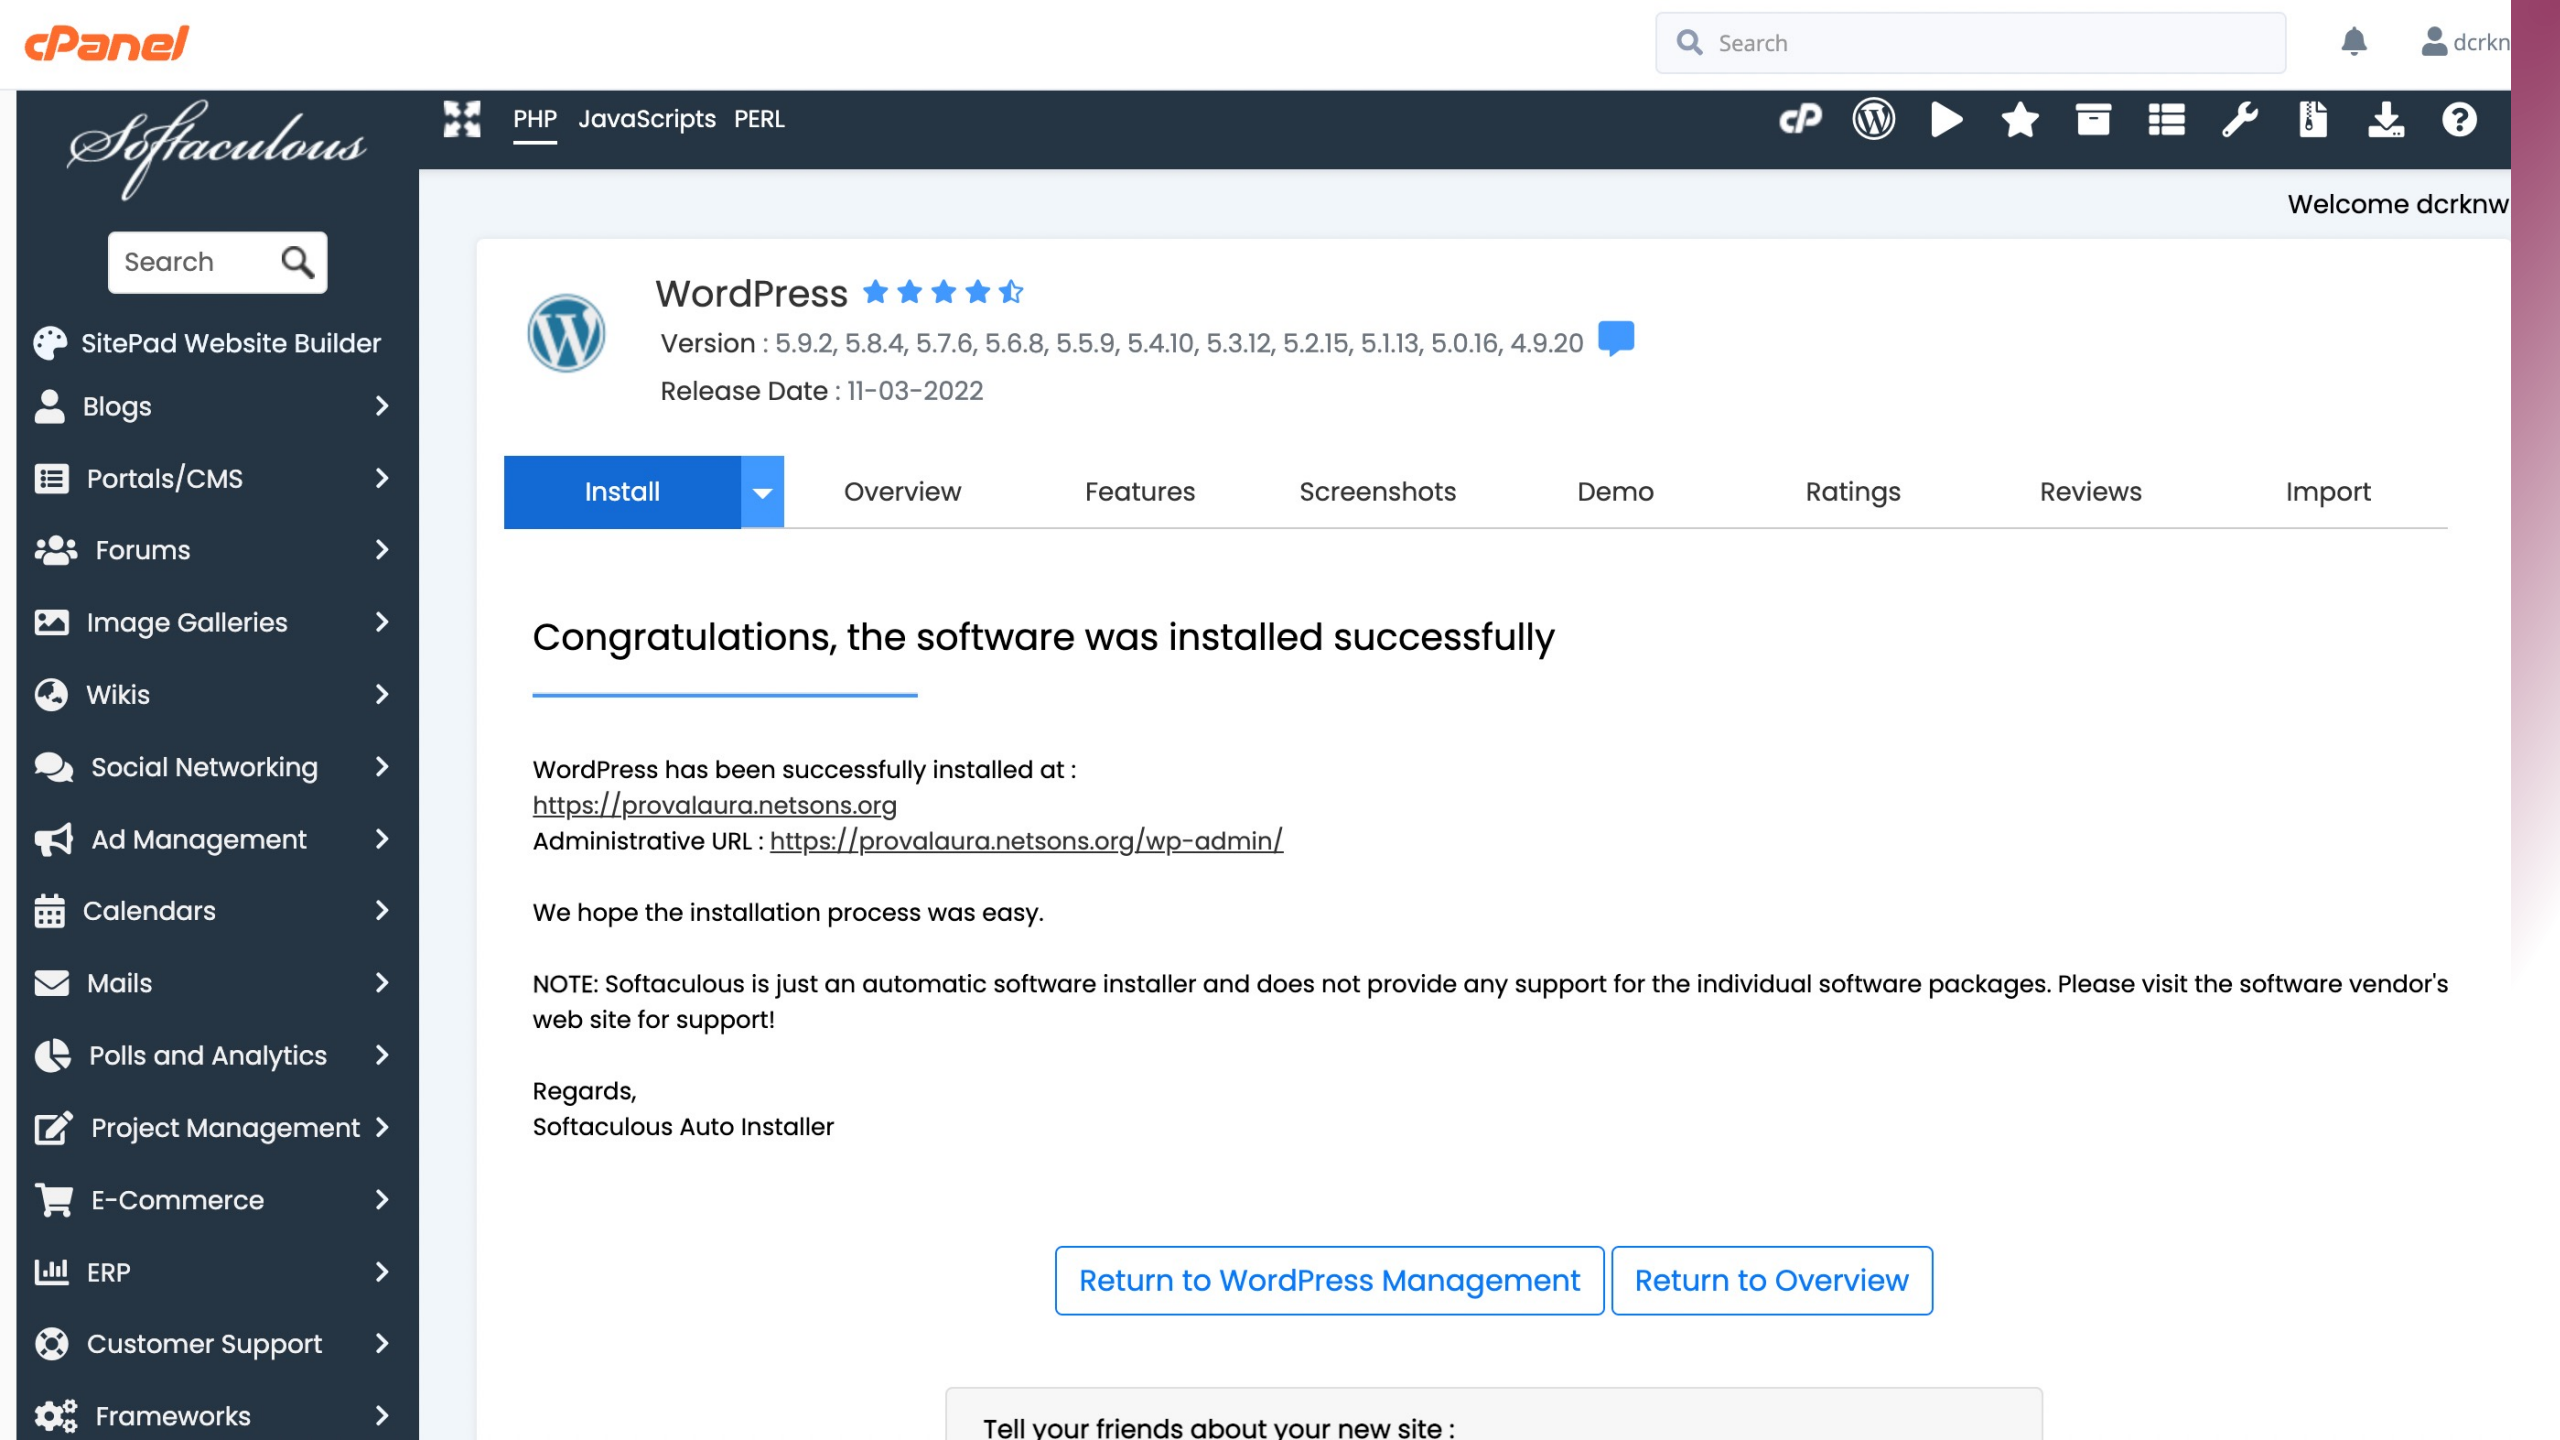 cPanel
Search
dcrkn
Softaculous
PHP JavaScripts PERL
cP
Welcome dcrknw
Search
SitePad Website Builder
Blogs
Portals/CMS
Forums
Image Galleries
Wikis
Social Networking
Ad Management
Calendars
Mails
Polls and Analytics
Project Management
E-Commerce
ERP
Customer Support
Frameworks
WordPress
Version : 5.9.2, 5.8.4, 5.7.6, 5.6.8, 5.5.9, 5.4.10, 5.3.12, 5.2.15, 5.1.13, 5.0.16, 4.9.20
Release Date : 11-03-2022
Install Overview Features Screenshots Demo Ratings Reviews Import
Congratulations, the software was installed successfully
WordPress has been successfully installed at :
https://provalaura.netsons.org
Administrative URL : https://provalaura.netsons.org/wp-admin/
We hope the installation process was easy.
NOTE: Softaculous is just an automatic software installer and does not provide any support for the individual software packages. Please visit the software vendor's
web site for support!
Regards,
Softaculous Auto Installer
Return to WordPress Management Return to Overview
Tell your friends about your new site :